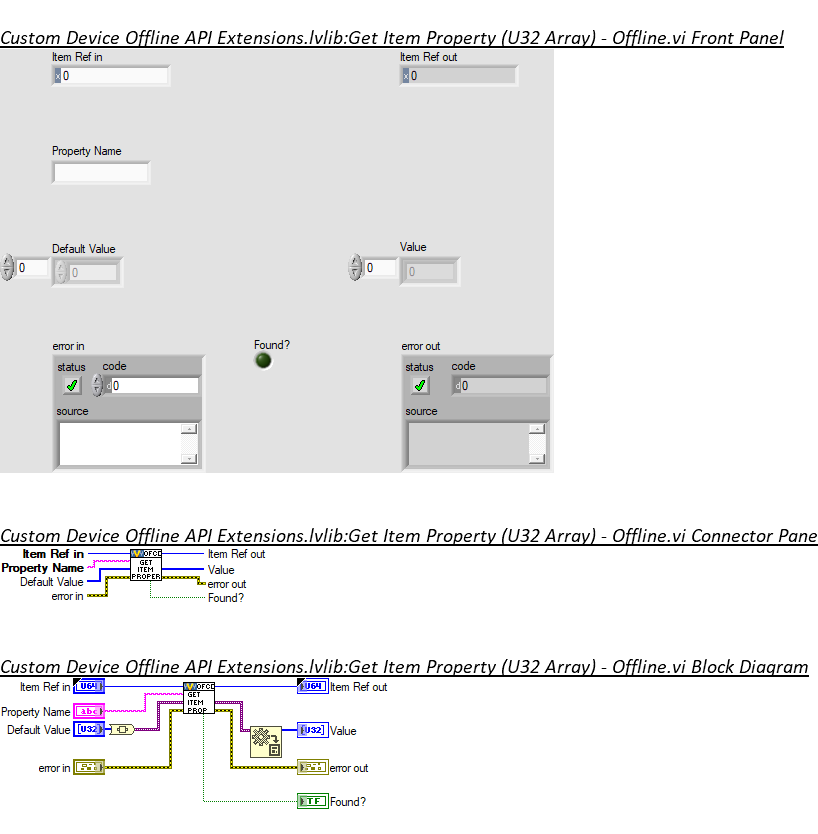 Custom Device Offline API Extensions.lvlib:Get Item Property (U32 Array) - Offline.vi Front Panel
Item Ref in
Item Ref out
x 0
x 0
Property Name
Default Value
Value
0
0
0
0
error in
Found?
error out
status
code
status
code
d 0
d 0
source
source
Custom Device Offline API Extensions.lvlib:Get Item Property (U32 Array) - Offline.vi Connector Pane
Item Ref in
OFCD
Item Ref out
Property Name
GET
ITEM
PROPER
Value
Default Value
error out
error in
Found?
Custom Device Offline API Extensions.lvlib:Get Item Property (U32 Array) - Offline.vi Block Diagram
Item Ref in
U64
OFCD
U64
Item Ref out
GET
ITEM
PROP
Property Name
abc
Default Value
[U32]
[U32]
Value
error in
error out
TF
Found?